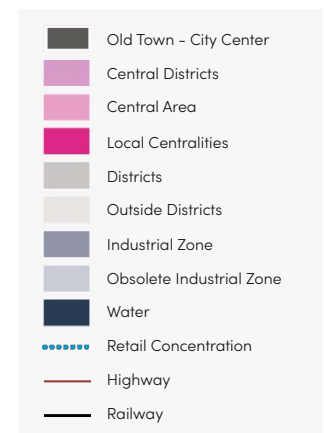 Old Town - City Center
Central Districts
Central Area
Local Centralities
Districts
Outside Districts
Industrial Zone
Obsolete Industrial Zone
Water
Retail Concentration
Highway
Railway